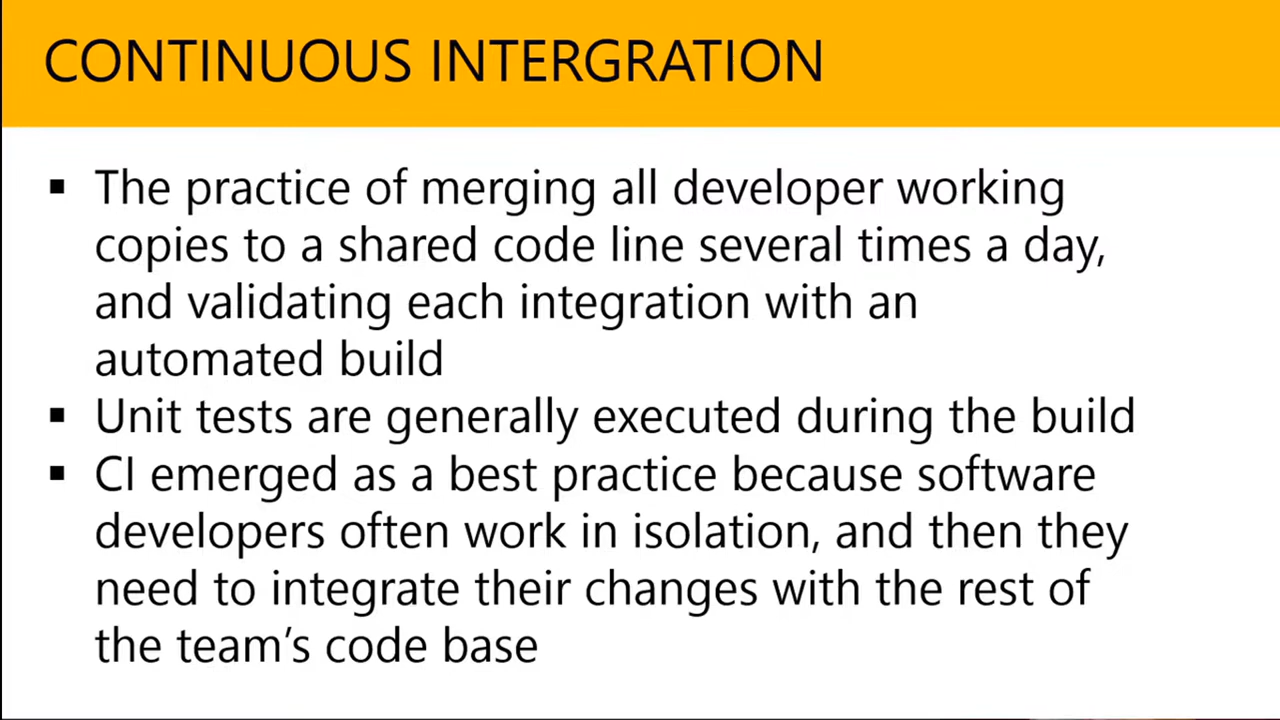 CONTINUOUS INTERGRATION
▪ The practice of merging all developer working
copies to a shared code line several times a day,
and validating each integration with an
automated build
▪ Unit tests are generally executed during the build
▪ CI emerged as a best practice because software
developers often work in isolation, and then they
need to integrate their changes with the rest of
the team’s code base